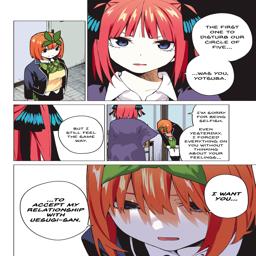 THE FIRST
ONE TO
DISTURB OUR
CIRCLE OF
FIVE...
...WAS YOU,
YOTSUBA.
I'M SORRY
FOR BEING
SELFISH.
EVEN
YESTERDAY,
I FORCED
EVERYTHING ON
YOU WITHOUT
THINKING
ABOUT YOUR
FEELINGS...
BUT I
STILL FEEL
THE SAME
WAY.
I WANT
YOU...
...TO
ACCEPT MY
RELATIONSHIP
WITH
UESUGI-SAN.